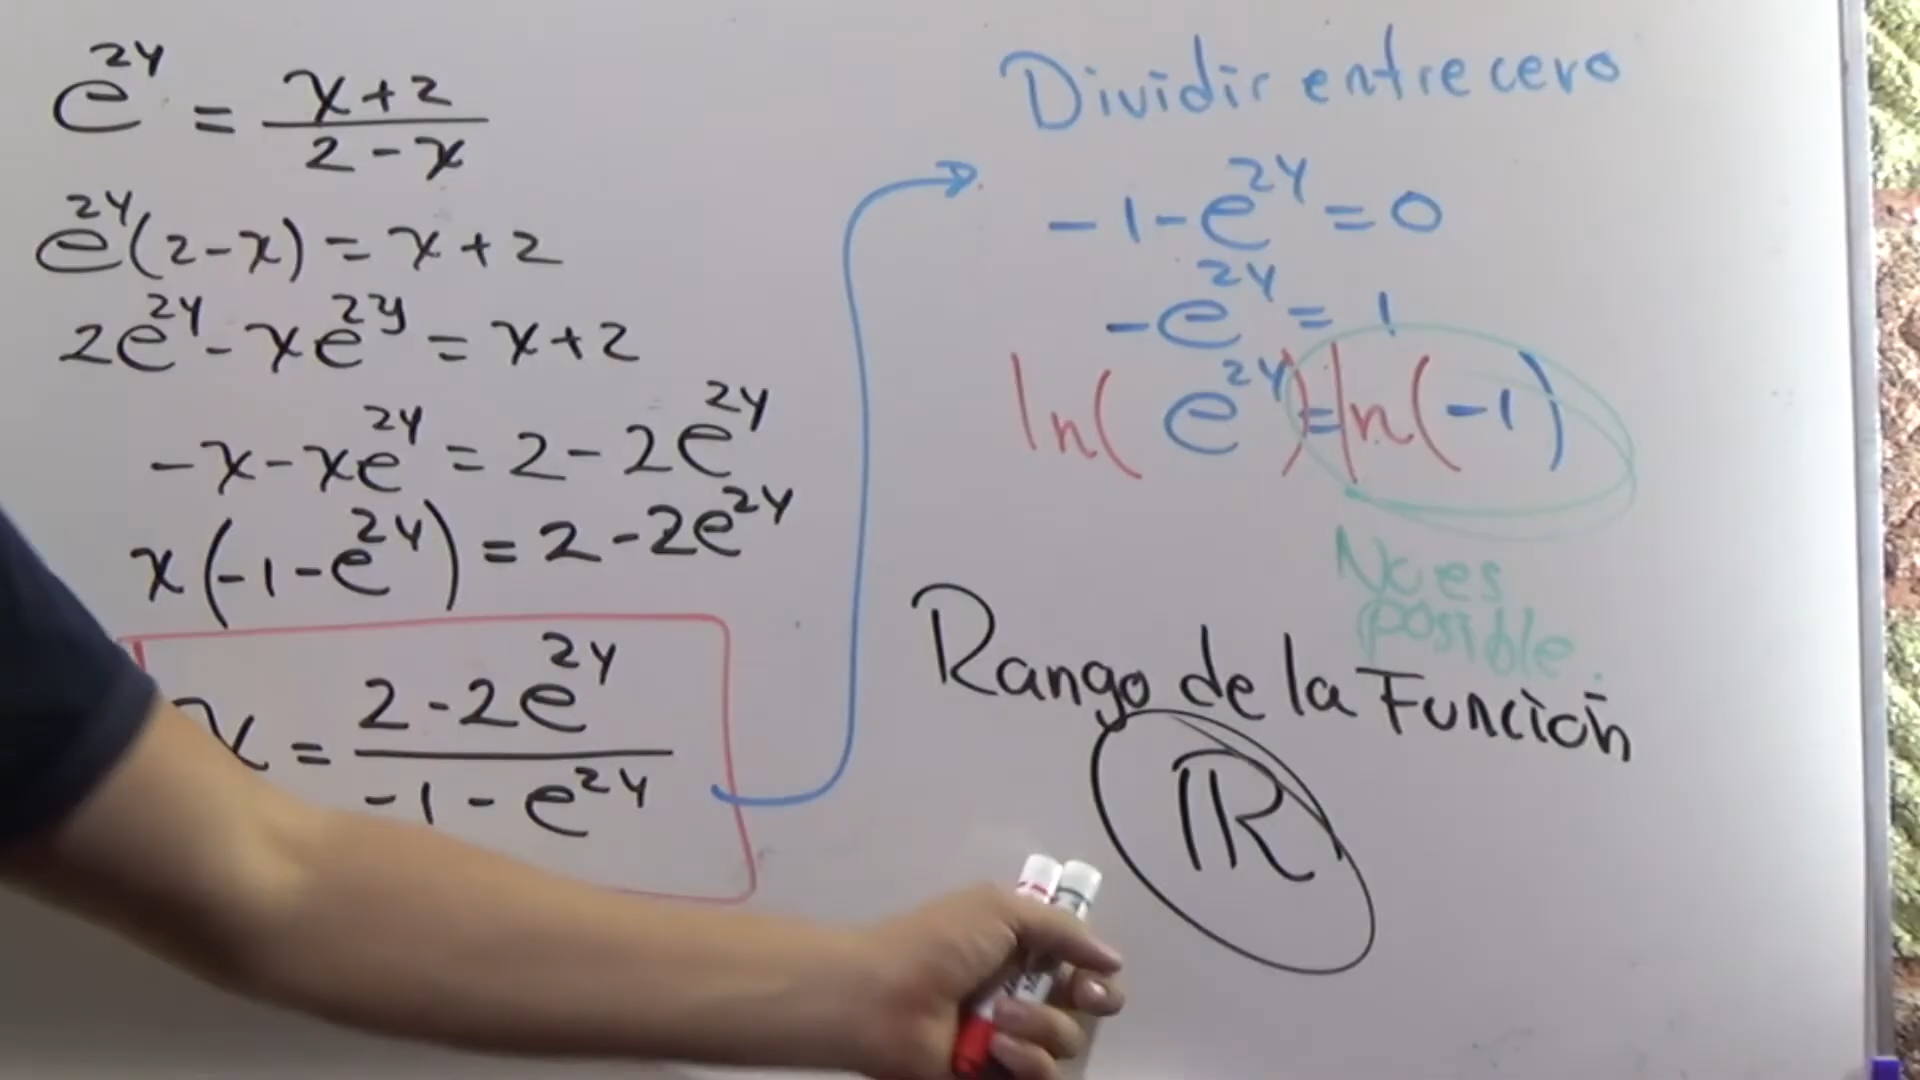 e^{2y} = \frac{x+2}{2-x}
e^{2y}(2-x) = x+2
2e^{2y} - xe^{2y} = x+2
-x - xe^{2y} = 2 - 2e^{2y}
x(-1-e^{2y}) = 2 - 2e^{2y}
x = \frac{2-2e^{2y}}{-1-e^{2y}}
Dividir entre cero
-1 - e^{2y} = 0
-e^{2y} = 1
ln( e^{2y}) = ln(-1)
No es
posible.
Rango de la Función
ℝ